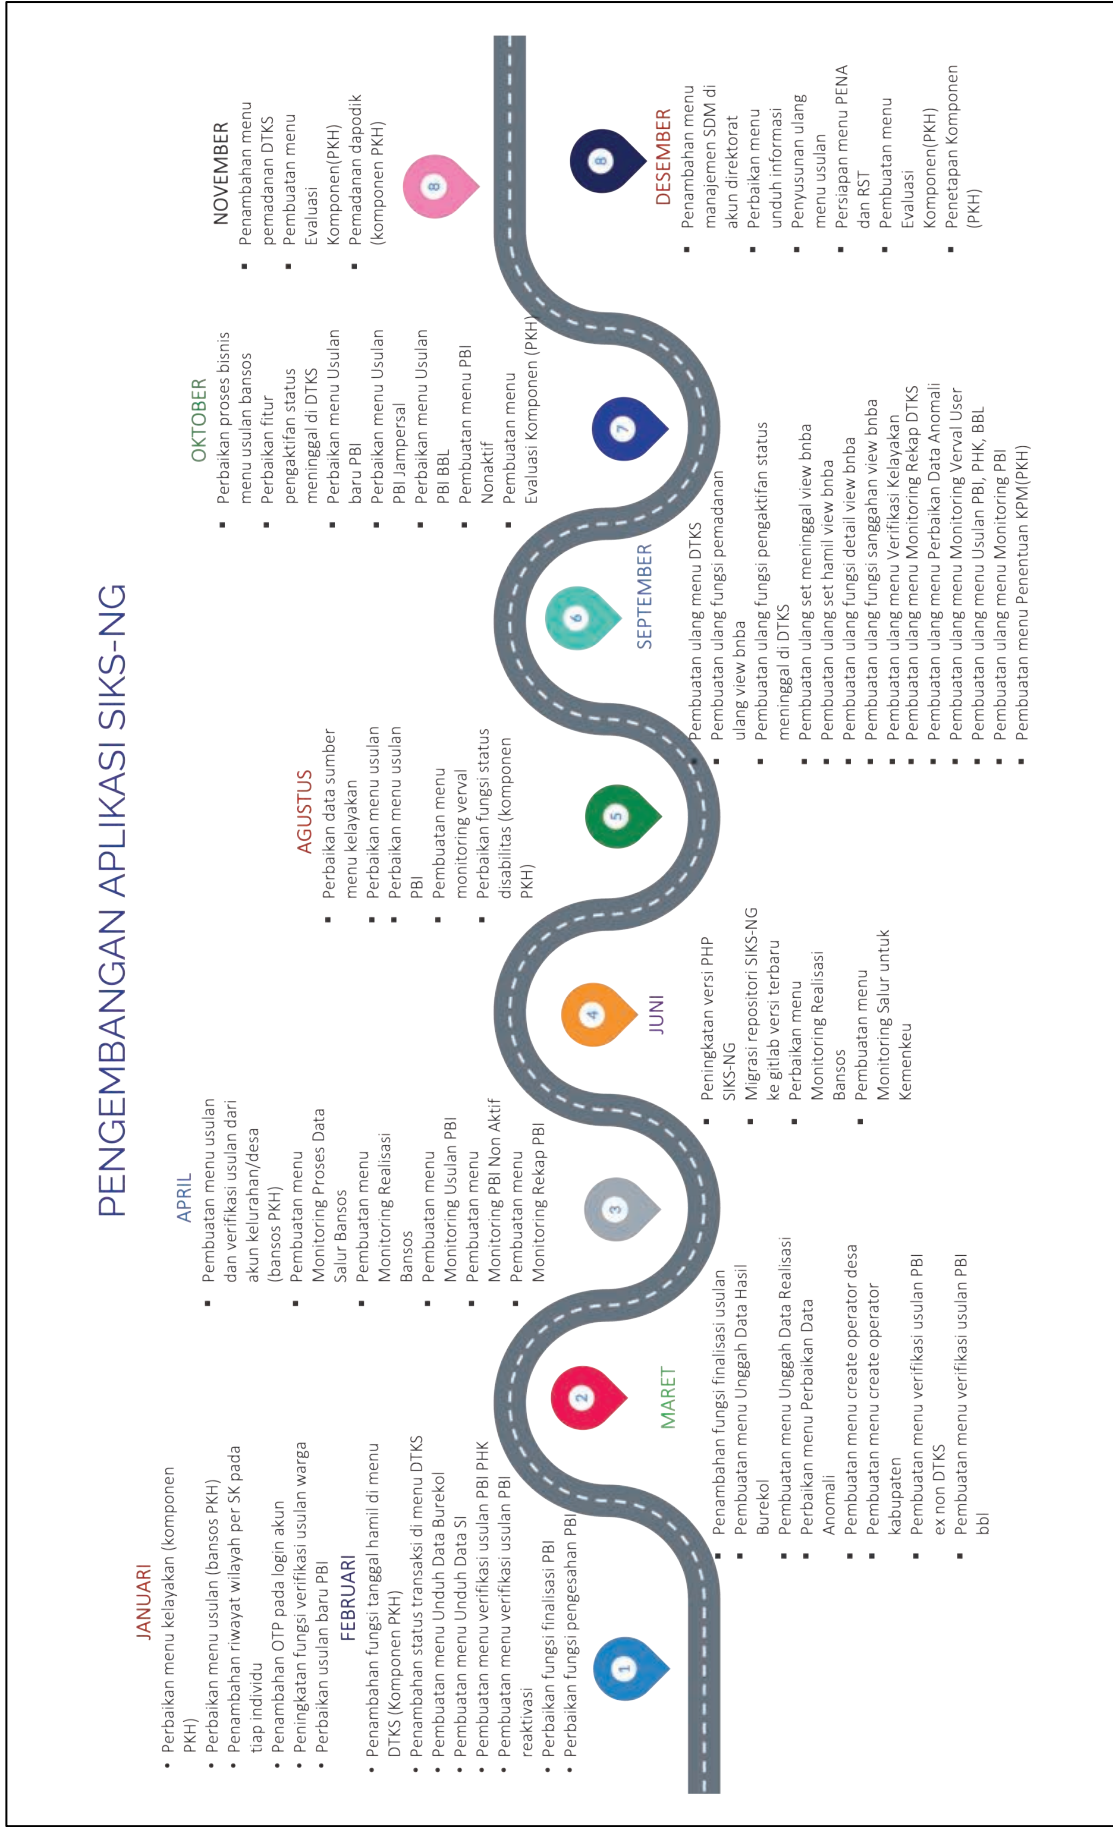 PENGEMBANGAN APLIKASI SIKS-NG
JANUARI
• Perbaikan menu kelayakan (komponen
PKH)
• Perbaikan menu usulan (bansos PKH)
• Penambahan riwayat wilayah per SK pada
tiap individu
• Penambahan OTP pada login akun
• Peningkatan fungsi verifikasi usulan warga
• Perbaikan usulan baru PBI
FEBRUARI
• Penambahan fungsi tanggal hamil di menu
DTKS (Komponen PKH)
• Penambahan status transaksi di menu DTKS
• Pembuatan menu Unduh Data Burekol
• Pembuatan menu Unduh Data SI
• Pembuatan menu verifikasi usulan PBI PHK
• Pembuatan menu verifikasi usulan PBI
reaktivasi
• Perbaikan fungsi finalisasi PBI
• Perbaikan fungsi pengesahan PBI
1
2
MARET
▪ Penambahan fungsi finalisasi usulan
▪ Pembuatan menu Unggah Data Hasil
Burekol
▪ Pembuatan menu Unggah Data Realisasi
▪ Perbaikan menu Perbaikan Data
Anomali
▪ Pembuatan menu create operator desa
▪ Pembuatan menu create operator
kabupaten
▪ Pembuatan menu verifikasi usulan PBI
ex non DTKS
▪ Pembuatan menu verifikasi usulan PBI
bbl
APRIL
▪ Pembuatan menu usulan
dan verifikasi usulan dari
akun kelurahan/desa
(bansos PKH)
▪ Pembuatan menu
Monitoring Proses Data
Salur Bansos
▪ Pembuatan menu
Monitoring Realisasi
Bansos
▪ Pembuatan menu
Monitoring Usulan PBI
▪ Pembuatan menu
Monitoring PBI Non Aktif
▪ Pembuatan menu
Monitoring Rekap PBI
3
4
JUNI
▪ Peningkatan versi PHP
SIKS-NG
▪ Migrasi repositori SIKS-NG
ke gitlab versi terbaru
▪ Perbaikan menu
Monitoring Realisasi
Bansos
▪ Pembuatan menu
Monitoring Salur untuk
Kemenkeu
AGUSTUS
▪ Perbaikan data sumber
menu kelayakan
▪ Perbaikan menu usulan
▪ Perbaikan menu usulan
PBI
▪ Pembuatan menu
monitoring verval
▪ Perbaikan fungsi status
disabilitas (komponen
PKH)
5
6
SEPTEMBER
▪ Pembuatan ulang menu DTKS
▪ Pembuatan ulang fungsi pemadanan
ulang view bnba
▪ Pembuatan ulang fungsi pengaktifan status
meninggal di DTKS
▪ Pembuatan ulang set meninggal view bnba
▪ Pembuatan ulang set hamil view bnba
▪ Pembuatan ulang fungsi detail view bnba
▪ Pembuatan ulang fungsi sanggahan view bnba
▪ Pembuatan ulang menu Verifikasi Kelayakan
▪ Pembuatan ulang menu Monitoring Rekap DTKS
▪ Pembuatan ulang menu Perbaikan Data Anomali
▪ Pembuatan ulang menu Monitoring Verval User
▪ Pembuatan ulang menu Usulan PBI, PHK, BBL
▪ Pembuatan ulang menu Monitoring PBI
▪ Pembuatan menu Penentuan KPM(PKH)
OKTOBER
▪ Perbaikan proses bisnis
menu usulan bansos
▪ Perbaikan fitur
pengaktifan status
meninggal di DTKS
▪ Perbaikan menu Usulan
baru PBI
▪ Perbaikan menu Usulan
PBI Jampersal
▪ Perbaikan menu Usulan
PBI BBL
▪ Pembuatan menu PBI
Nonaktif
▪ Pembuatan menu
Evaluasi Komponen (PKH)
7
NOVEMBER
▪ Penambahan menu
pemadanan DTKS
▪ Pembuatan menu
Evaluasi
Komponen(PKH)
▪ Pemadanan dapodik
(komponen PKH)
8
8
DESEMBER
▪ Penambahan menu
manajemen SDM di
akun direktorat
▪ Perbaikan menu
unduh informasi
▪ Penyusunan ulang
menu usulan
▪ Persiapan menu PENA
dan RST
▪ Pembuatan menu
Evaluasi
Komponen(PKH)
▪ Penetapan Komponen
(PKH)